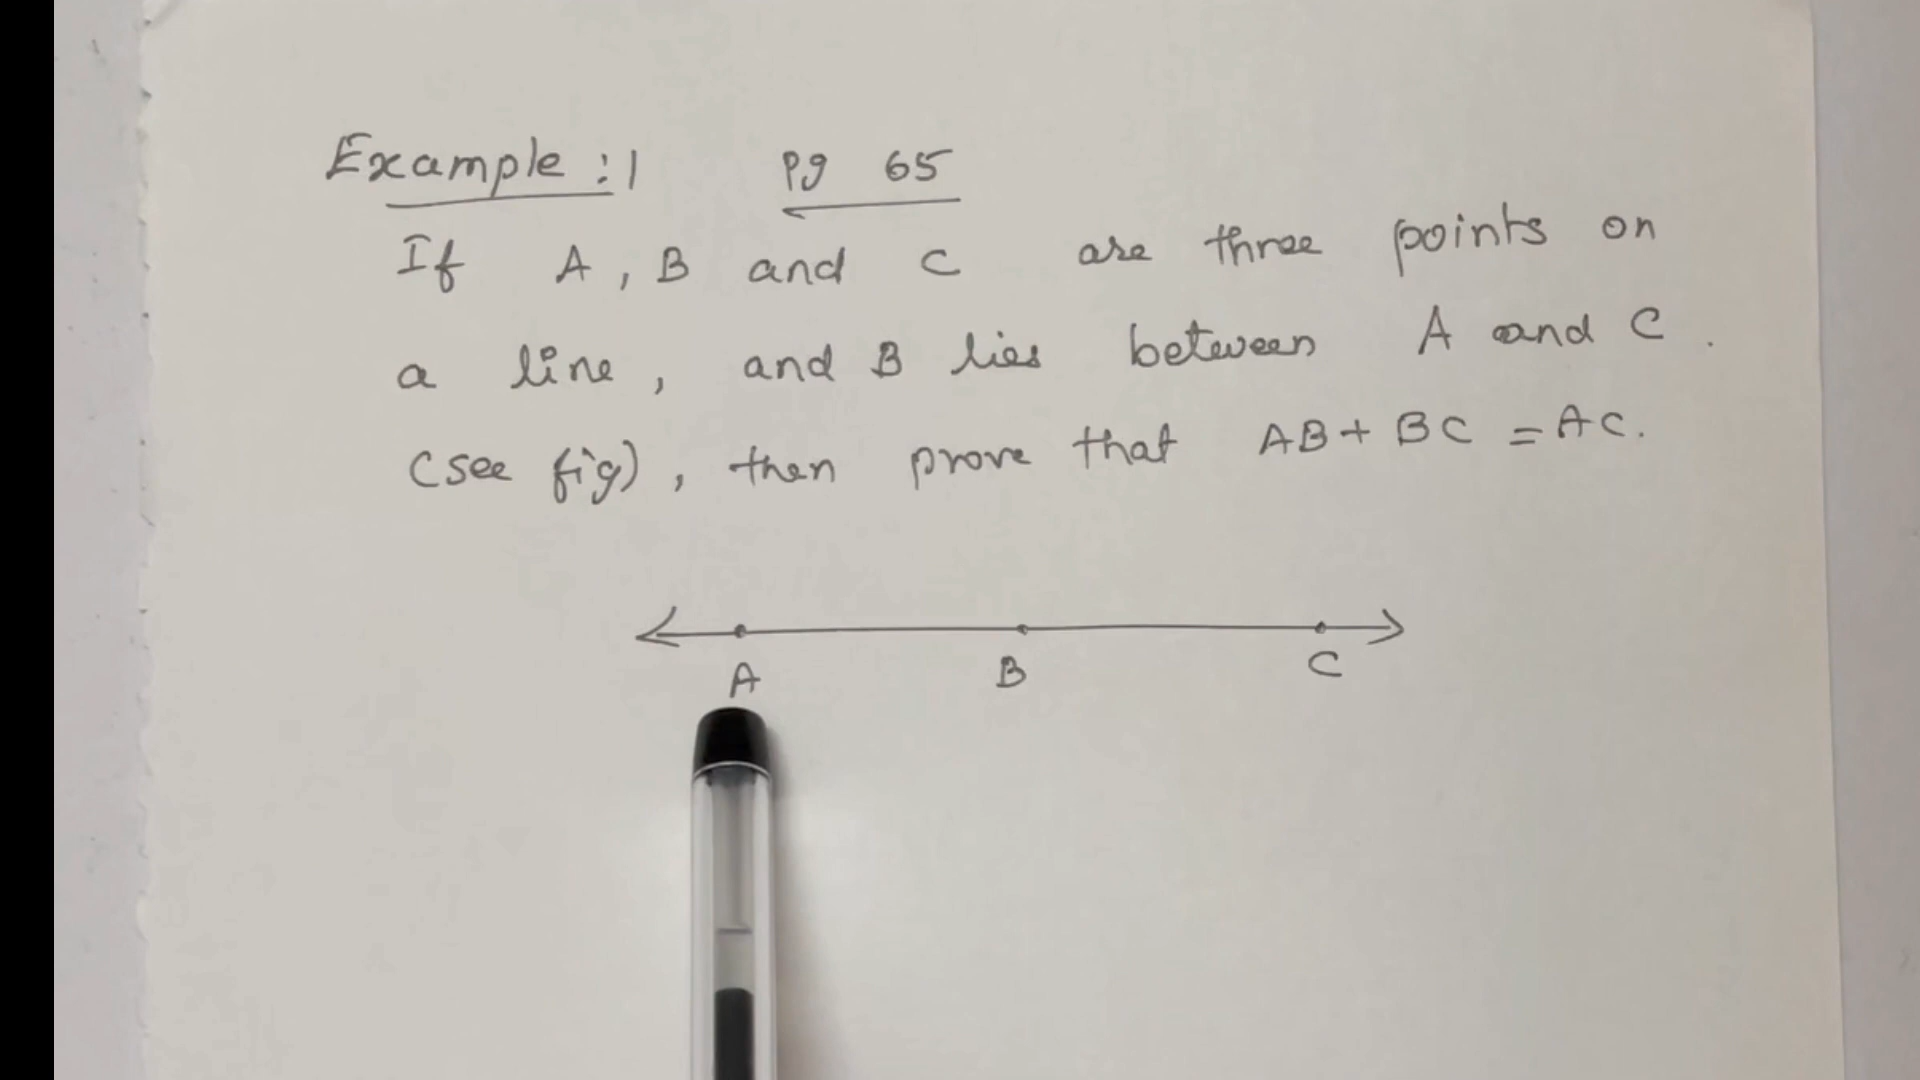 Example : 1 Pg 65
If A, B and C are three points on
a line, and B lies between A and C.
(see fig), then prove that AB + BC = AC.
A B C